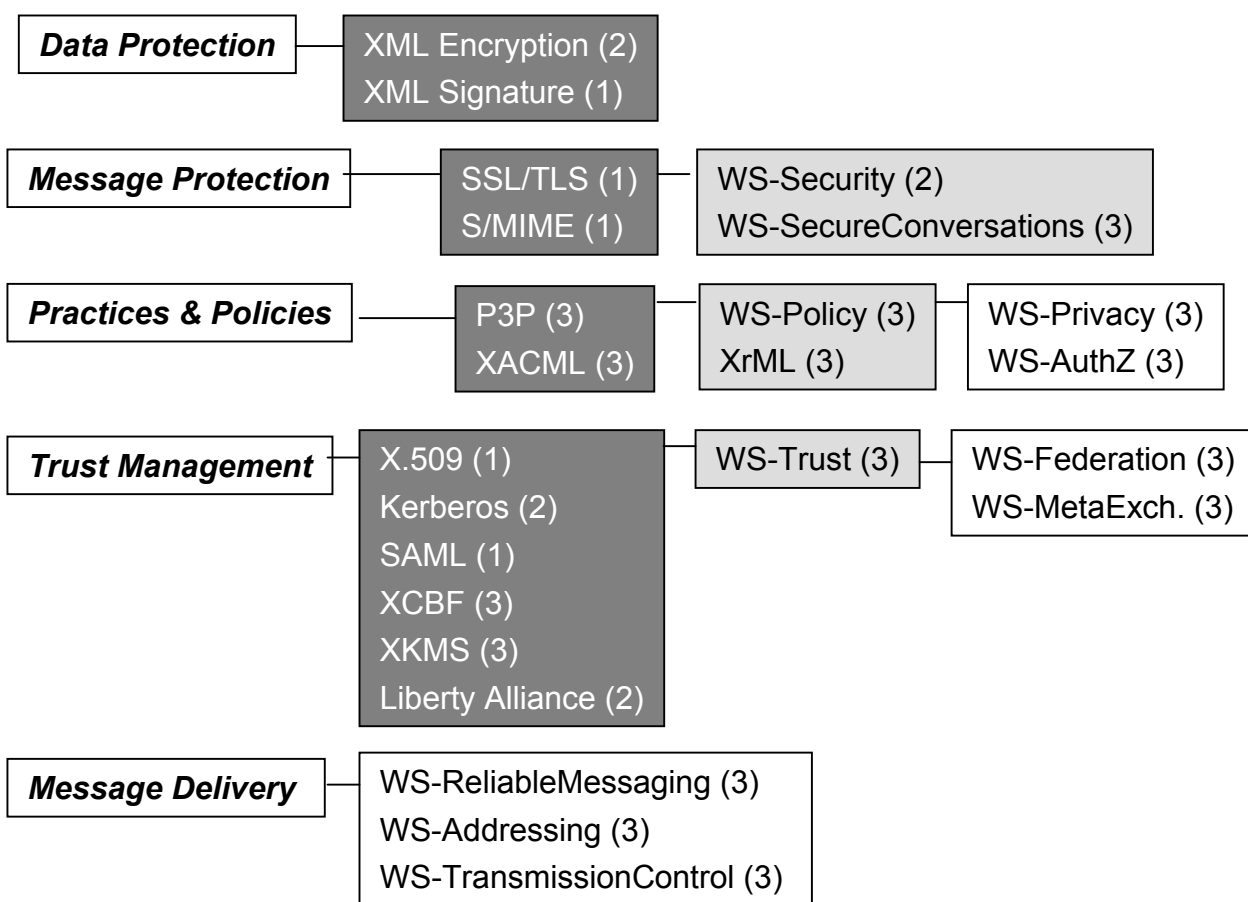 Data Protection
XML Encryption (2)
XML Signature (1)
Message Protection
SSL/TLS (1)
S/MIME (1)
WS-Security (2)
WS-SecureConversations (3)
Practices & Policies
P3P (3)
XACML (3)
WS-Policy (3)
XrML (3)
WS-Privacy (3)
WS-AuthZ (3)
Trust Management
X.509 (1)
Kerberos (2)
SAML (1)
XCBF (3)
XKMS (3)
Liberty Alliance (2)
WS-Trust (3)
WS-Federation (3)
WS-MetaExch. (3)
Message Delivery
WS-ReliableMessaging (3)
WS-Addressing (3)
WS-TransmissionControl (3)